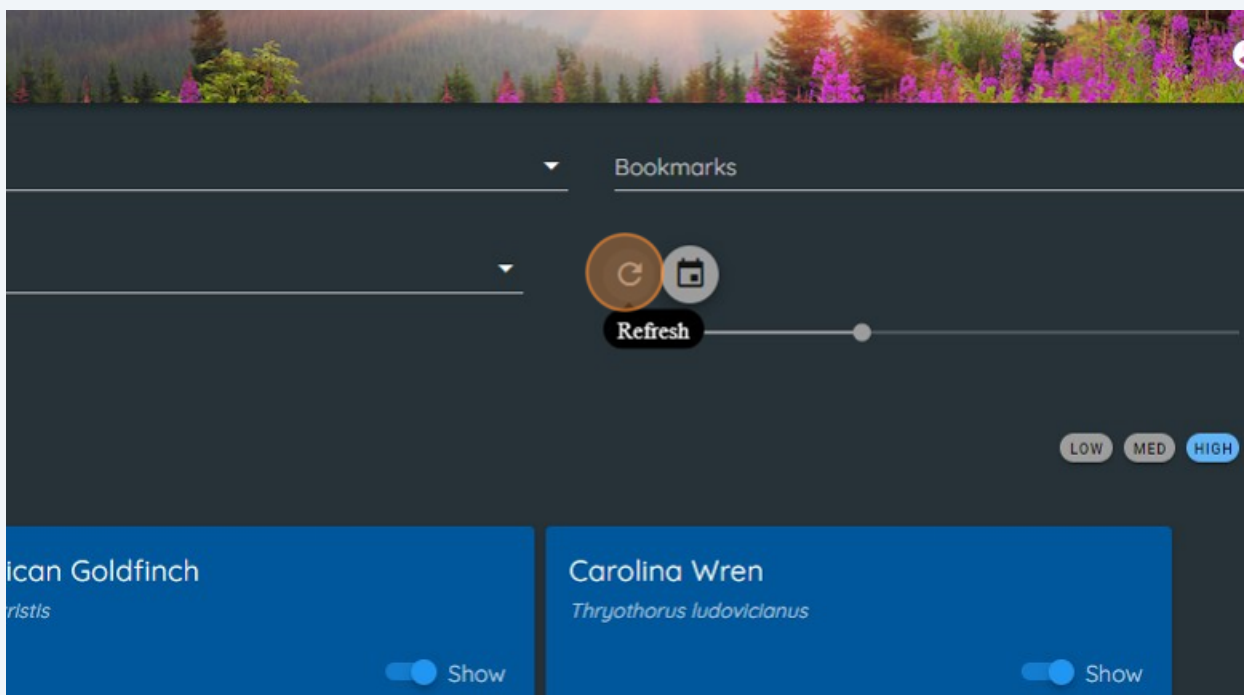 Bookmarks
Refresh
LOW MED HIGH
ican Goldfinch
Carolina Wren
ristis
Thryothorus ludovicianus
Show
Show